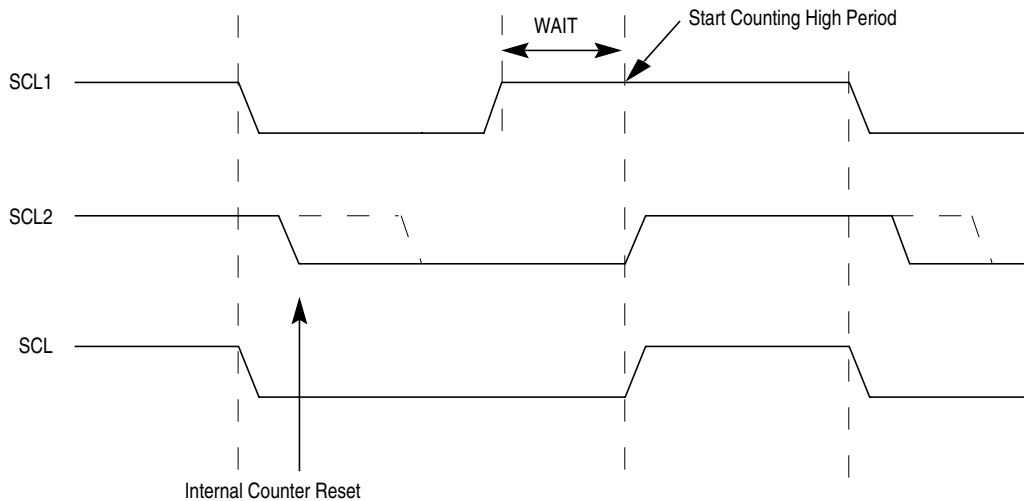 Start Counting High Period
WAIT
SCL1
SCL2
SCL
Internal Counter Reset